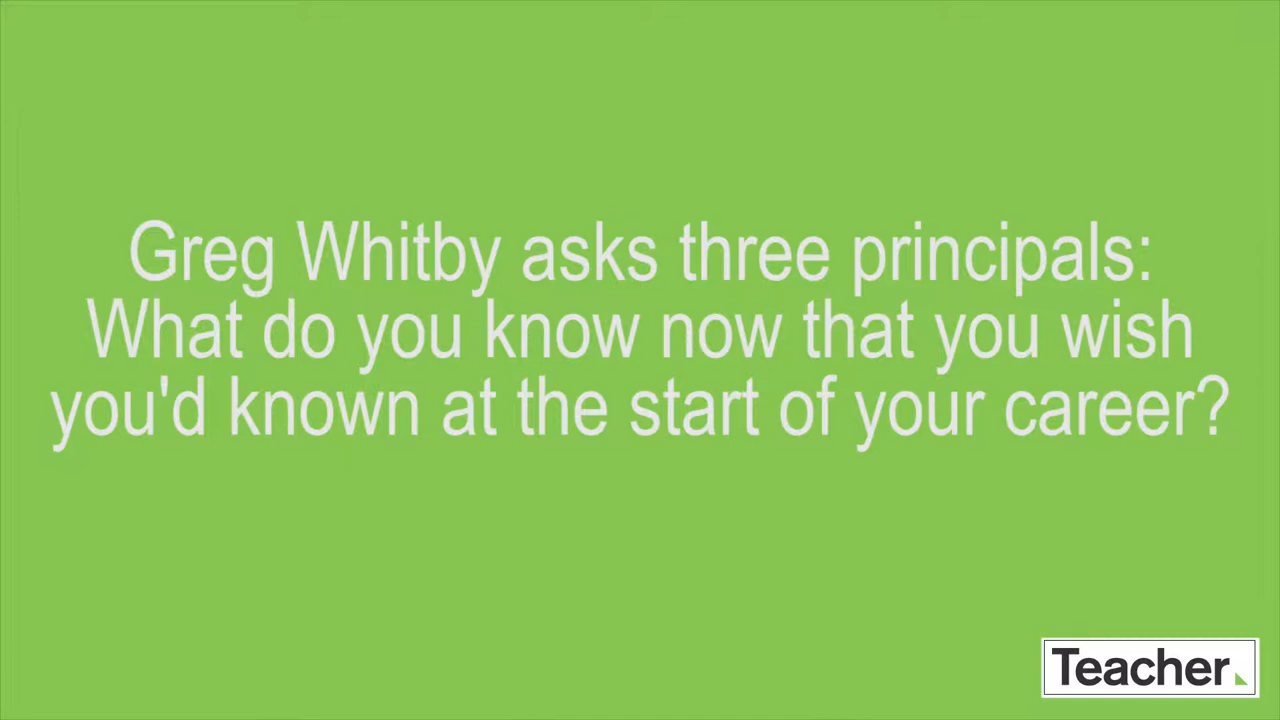 Greg Whitby asks three principals:
What do you know now that you wish
you'd known at the start of your career?
Teacher